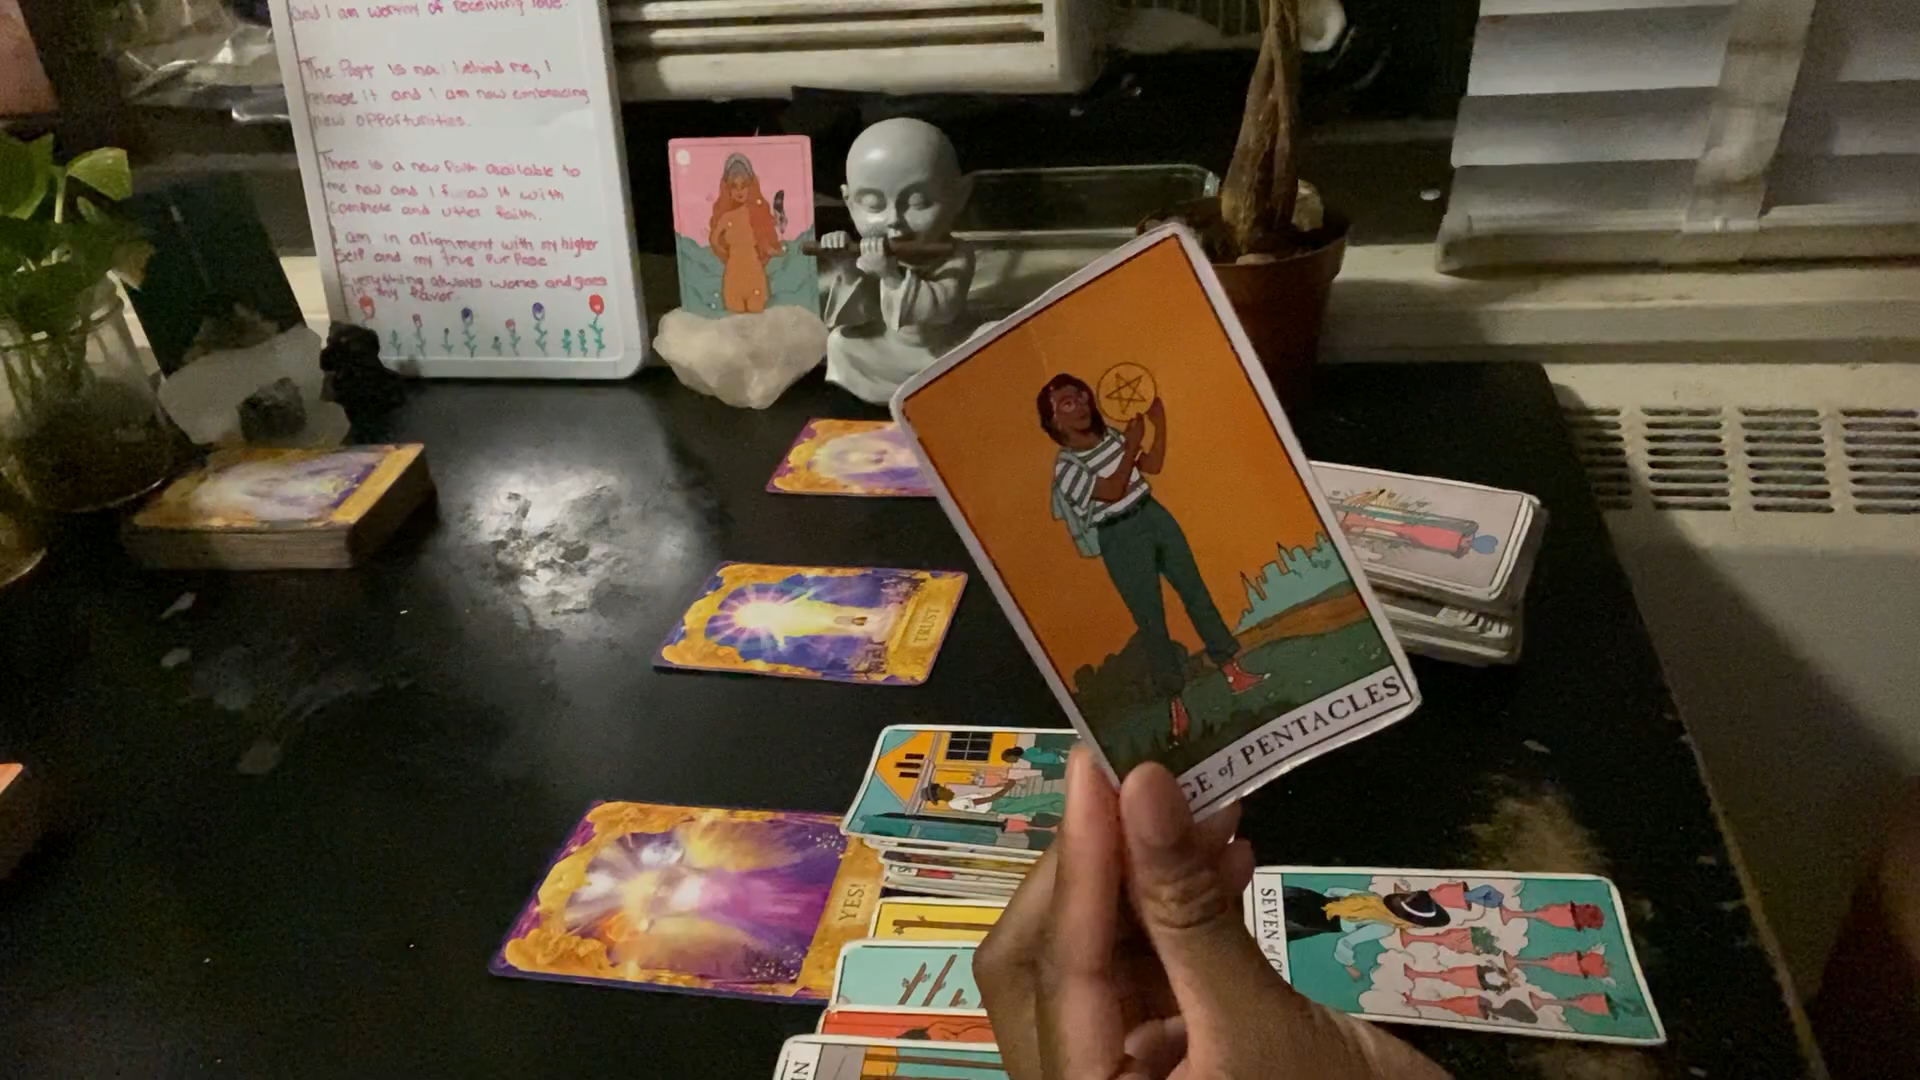 and I am worthy of receiving love.
The Past is now behind me, I
release it and I am now embracing
new opportunities.
There is a new Path available to
me now and I follow it with
complete and utter faith.
I am in alignment with my higher
Self and my true Purpose
Everything always works and goes
in my favor.
TRUST
GE of PENTACLES
YES!
SEVEN of C
IN